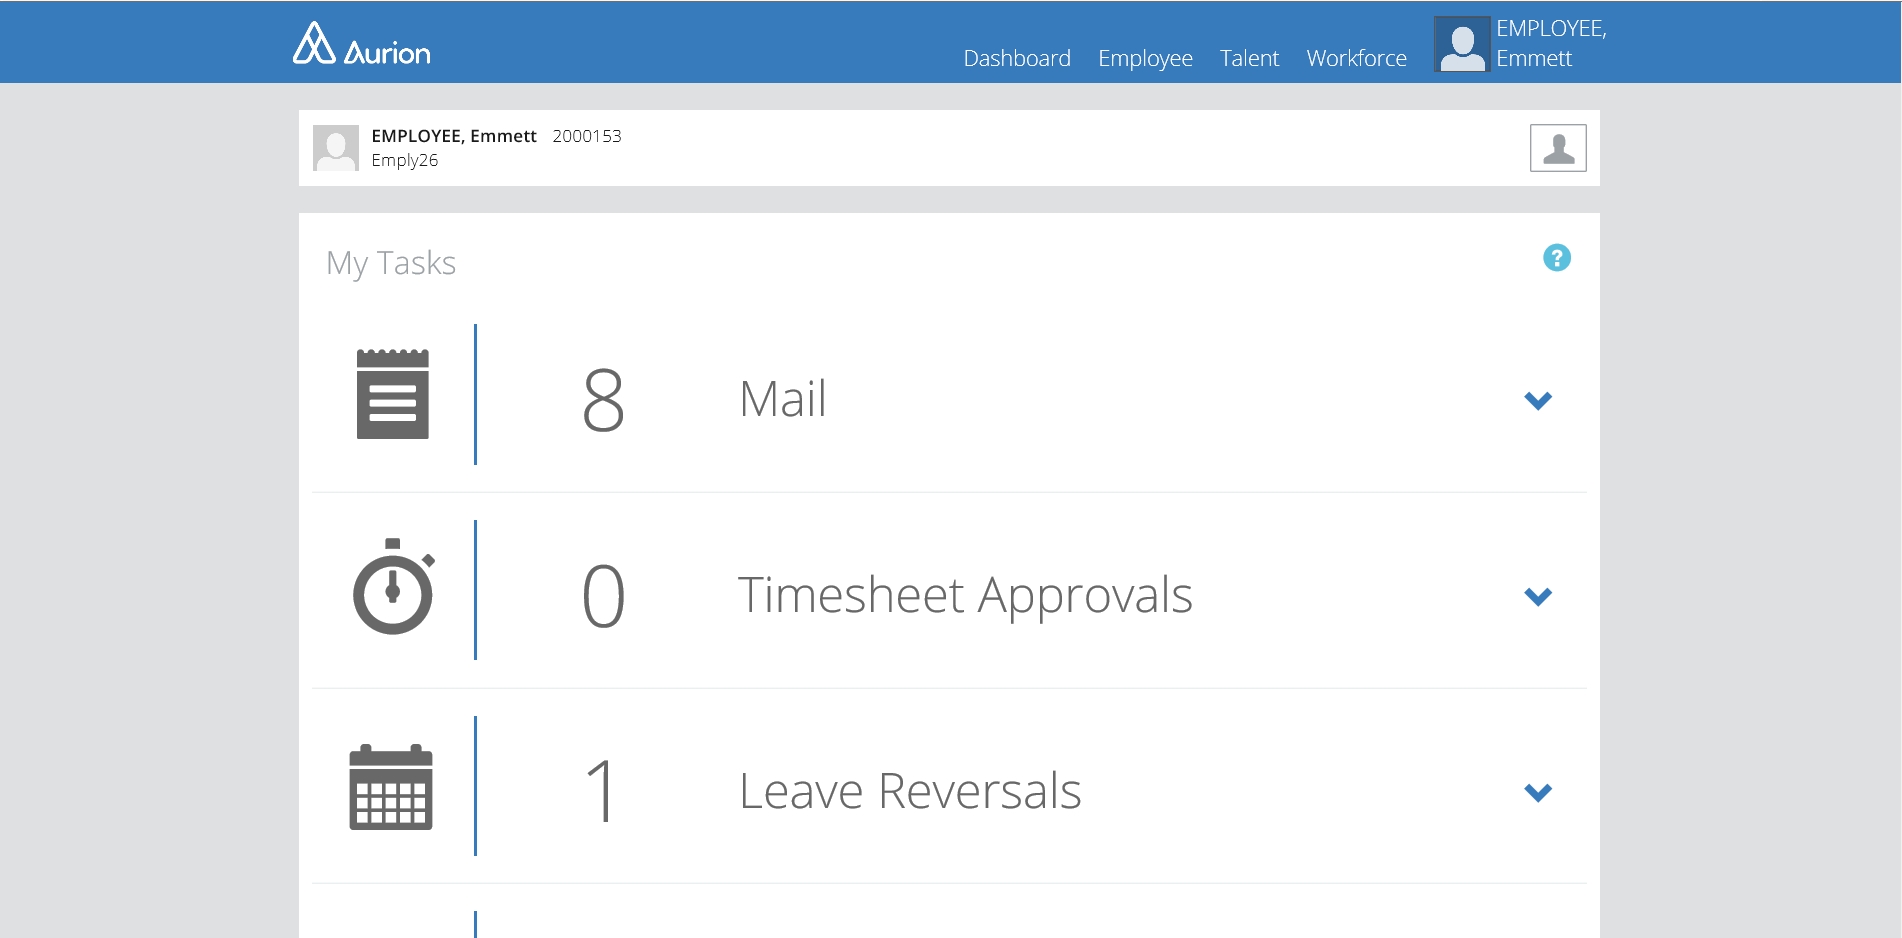 Aurion
Dashboard Employee Talent Workforce
EMPLOYEE,
Emmett
EMPLOYEE, Emmett 2000153
Emply26
My Tasks
?
8 Mail
0 Timesheet Approvals
1 Leave Reversals